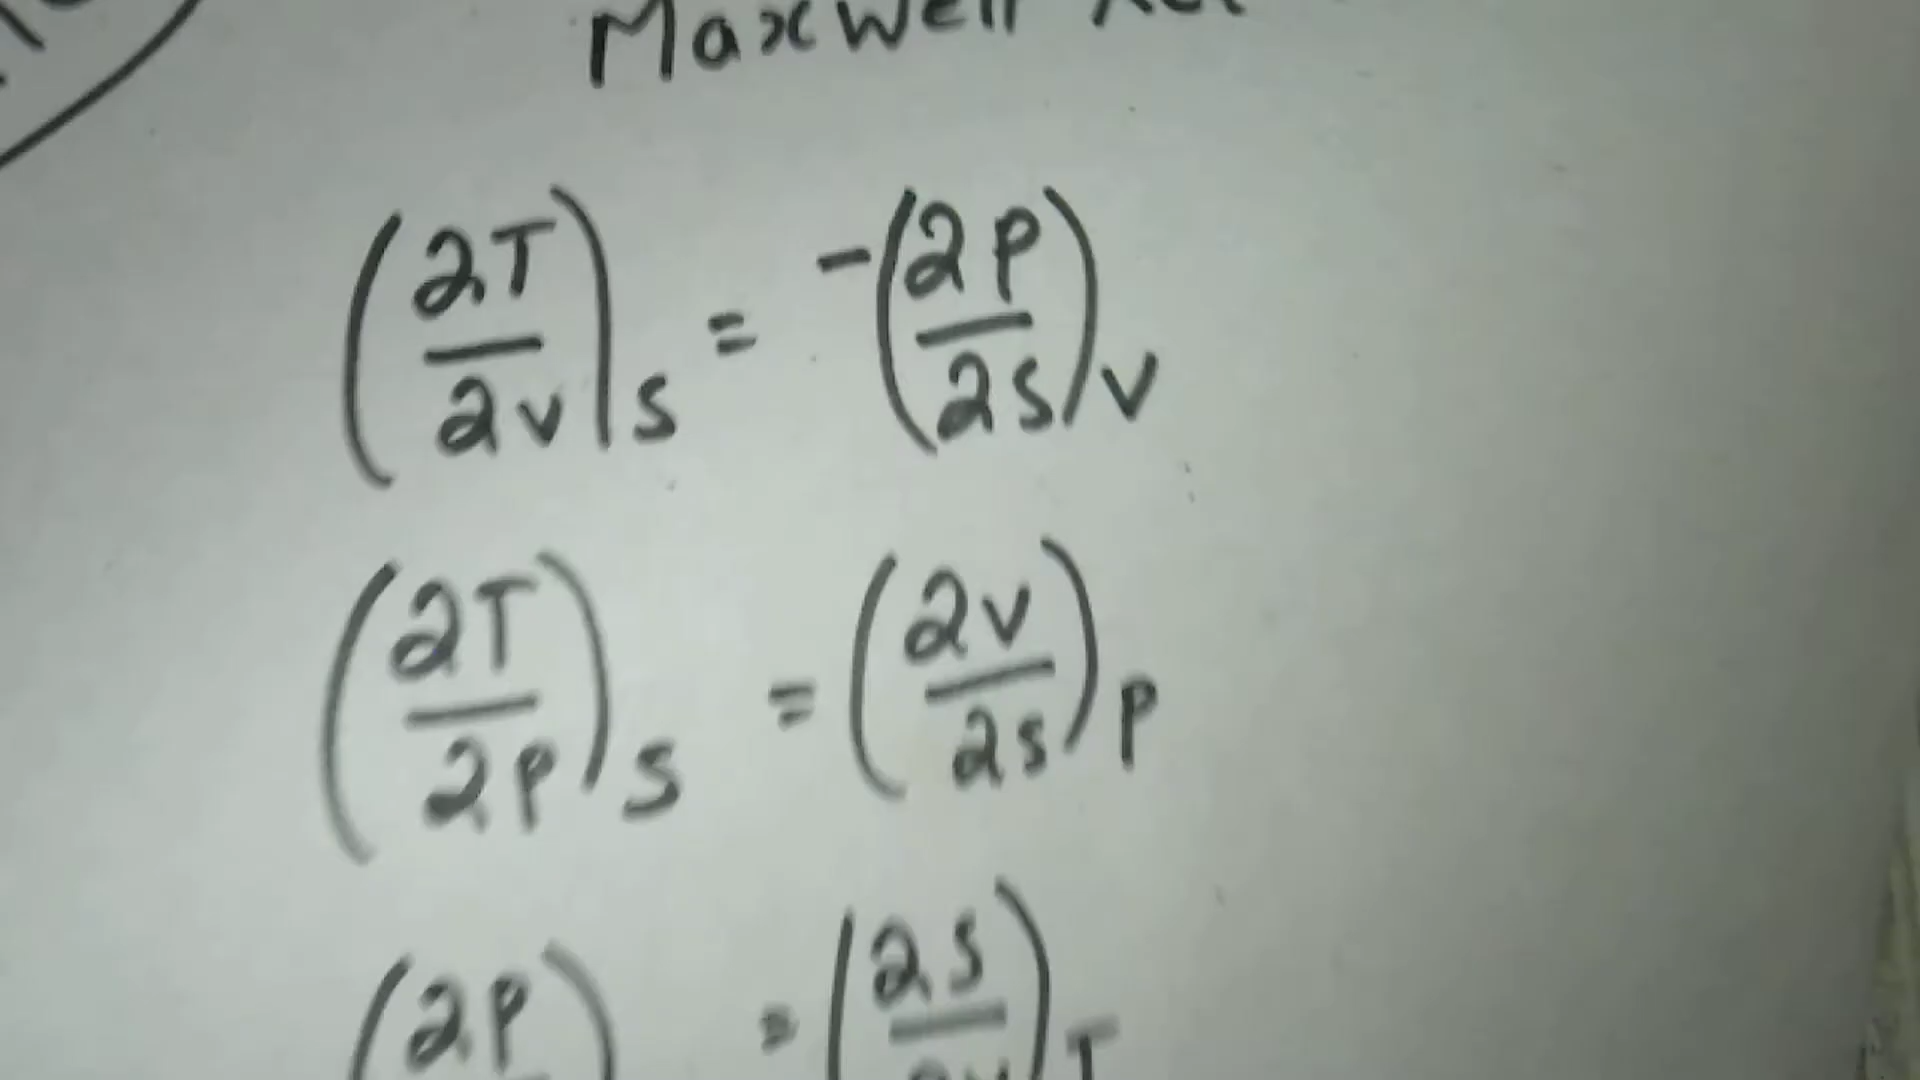 Maxwell
(∂T/∂V)S = -(∂P/∂S)V
(∂T/∂P)S = (∂V/∂S)P
(∂P = (∂S/∂V)T